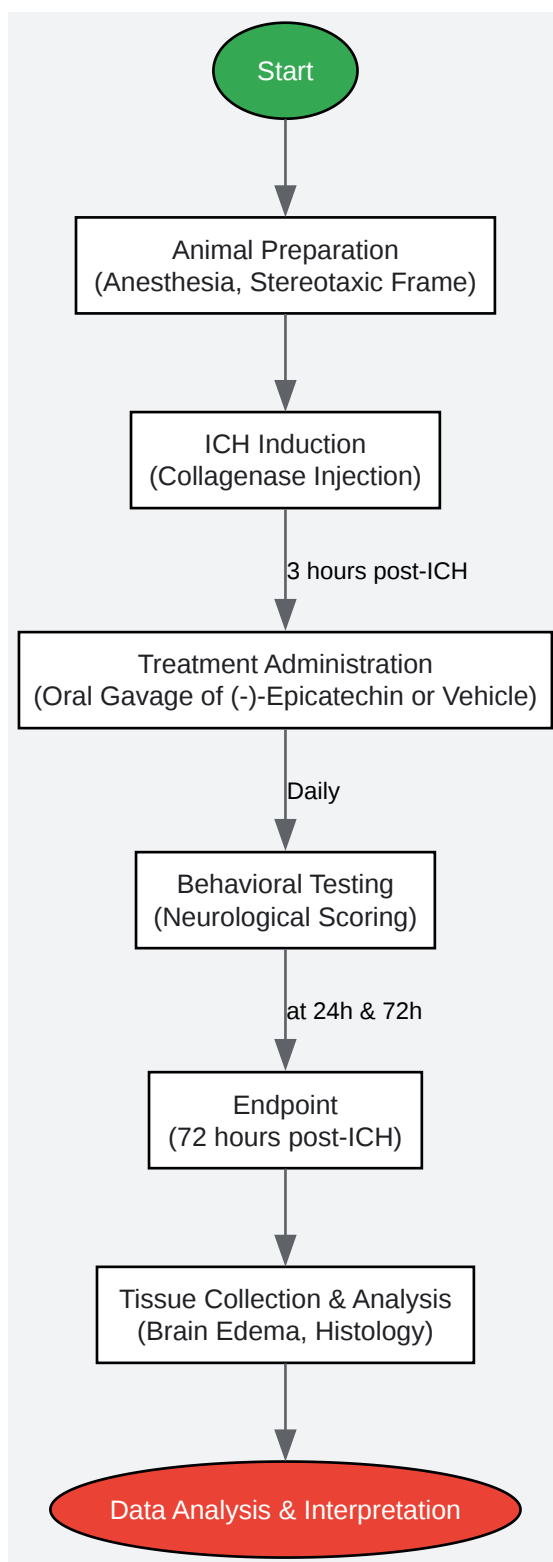 Start
Animal Preparation
(Anesthesia, Stereotaxic Frame)
ICH Induction
(Collagenase Injection)
3 hours post-ICH
Treatment Administration
(Oral Gavage of (-)-Epicatechin or Vehicle)
Daily
Behavioral Testing
(Neurological Scoring)
at 24h & 72h
Endpoint
(72 hours post-ICH)
Tissue Collection & Analysis
(Brain Edema, Histology)
Data Analysis & Interpretation